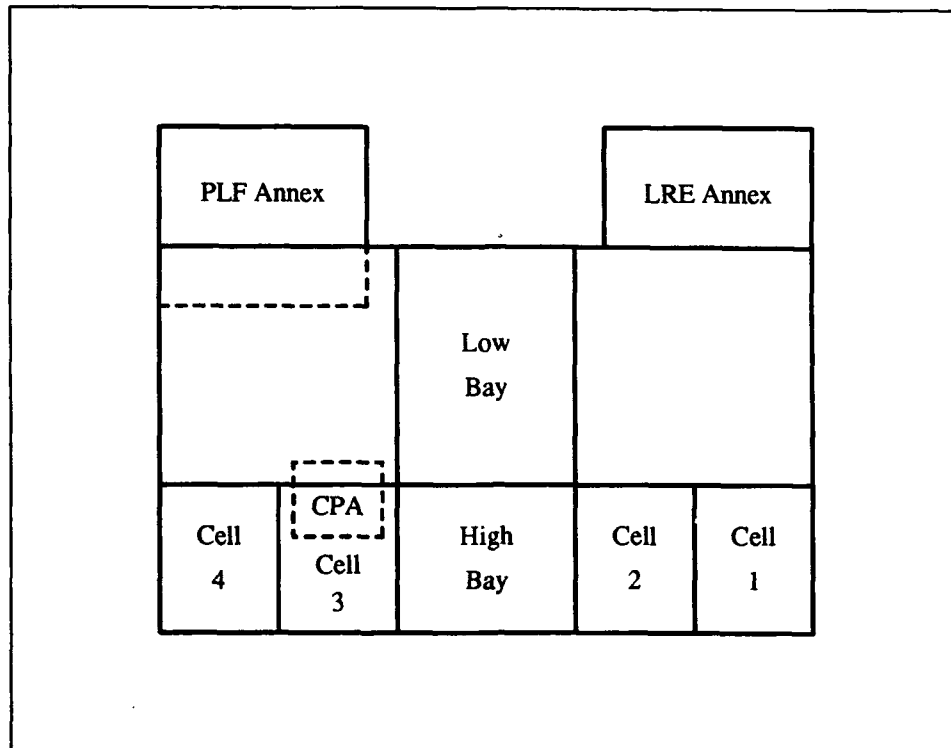 PLF Annex
LRE Annex
Low
Bay
CPA
Cell
4
Cell
3
High
Bay
Cell
2
Cell
1